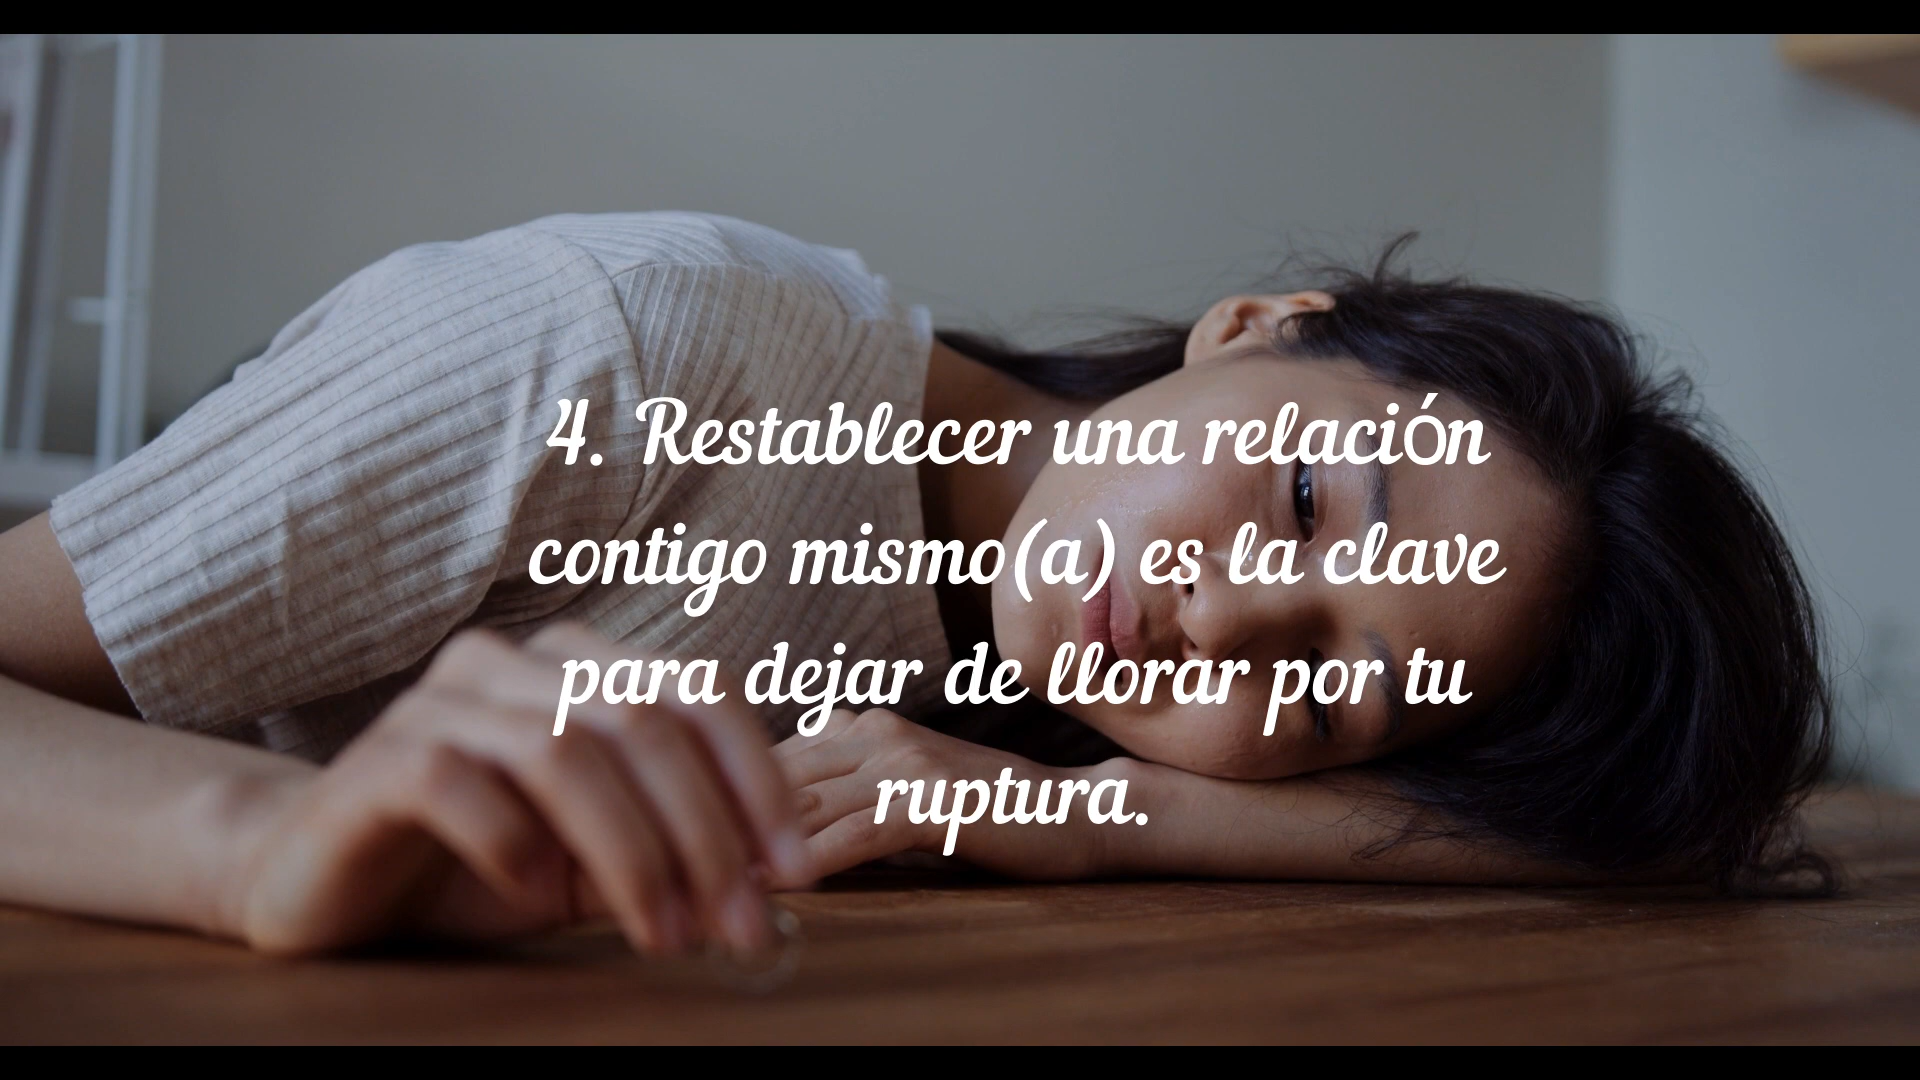 4. Restablecer una relación
contigo mismo(a) es la clave
para dejar de llorar por tu
ruptura.